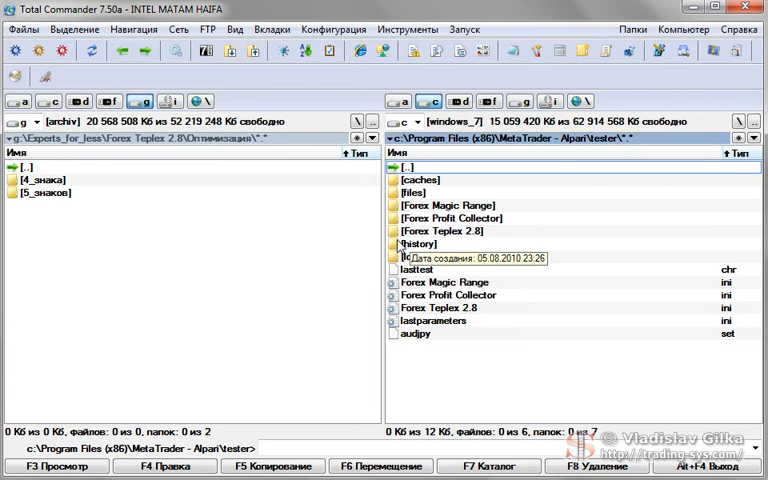 Total Commander 7.50a - INTEL MATAM HAIFA
Файлы Выделение Навигация Сеть FTP Вид Вкладки Конфигурация Инструменты Запуск Папки Компьютер Справка
a c d f g i \ a c d f g i \
g [archiv] 20 568 508 Кб из 52 219 248 Кб свободно \ ..
c [windows_7] 15 059 420 Кб из 62 914 568 Кб свободно \ ..
g:\Experts_for_less\Forex Teplex 2.8\Оптимизация\*.* * 
c:\Program Files (x86)\MetaTrader - Alpari\tester\*.* *
Имя Тип
[..]
[4_знака]
[5_знаков]
Имя Тип
[..]
[caches]
[files]
[Forex Magic Range]
[Forex Profit Collector]
[Forex Teplex 2.8]
[history]
Дата создания: 05.08.2010 23:26
lasttest chr
Forex Magic Range ini
Forex Profit Collector ini
Forex Teplex 2.8 ini
lastparameters ini
audjpy set
0 Кб из 0 Кб, файлов: 0 из 0, папок: 0 из 2
0 Кб из 12 Кб, файлов: 0 из 6, папок: 0 из 7
c:\Program Files (x86)\MetaTrader - Alpari\tester>
F3 Просмотр F4 Правка F5 Копирование F6 Перемещение F7 Каталог F8 Удаление Alt+F4 Выход
© Vladislav Gilka
http://trading-sys.com/